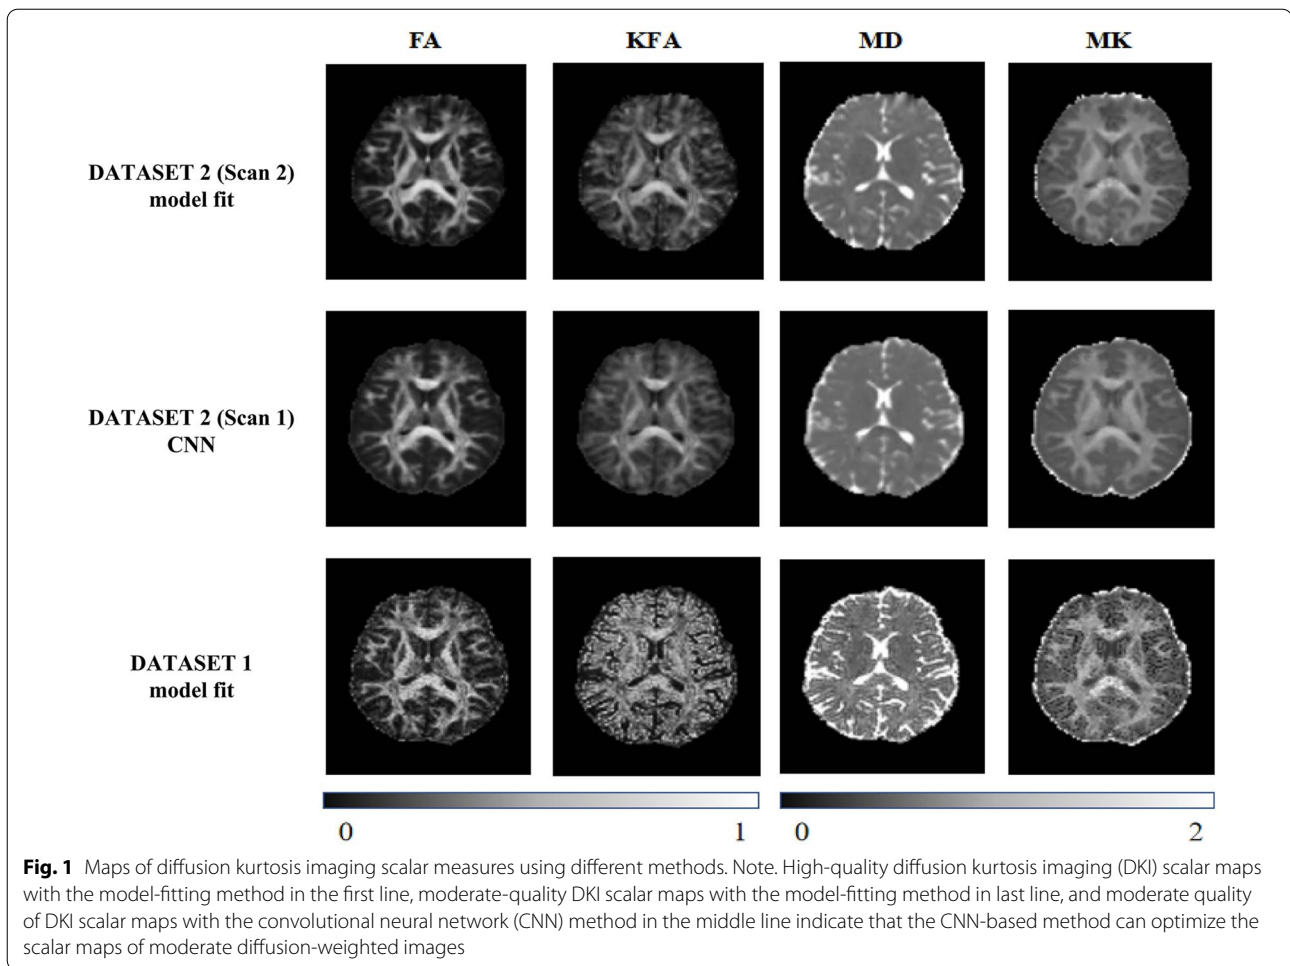 FA KFA MD MK
DATASET 2 (Scan 2)
model fit
DATASET 2 (Scan 1)
CNN
DATASET 1
model fit
0 1 0 2
Fig. 1 Maps of diffusion kurtosis imaging scalar measures using different methods. Note. High-quality diffusion kurtosis imaging (DKI) scalar maps
with the model-fitting method in the first line, moderate-quality DKI scalar maps with the model-fitting method in last line, and moderate quality
of DKI scalar maps with the convolutional neural network (CNN) method in the middle line indicate that the CNN-based method can optimize the
scalar maps of moderate diffusion-weighted images